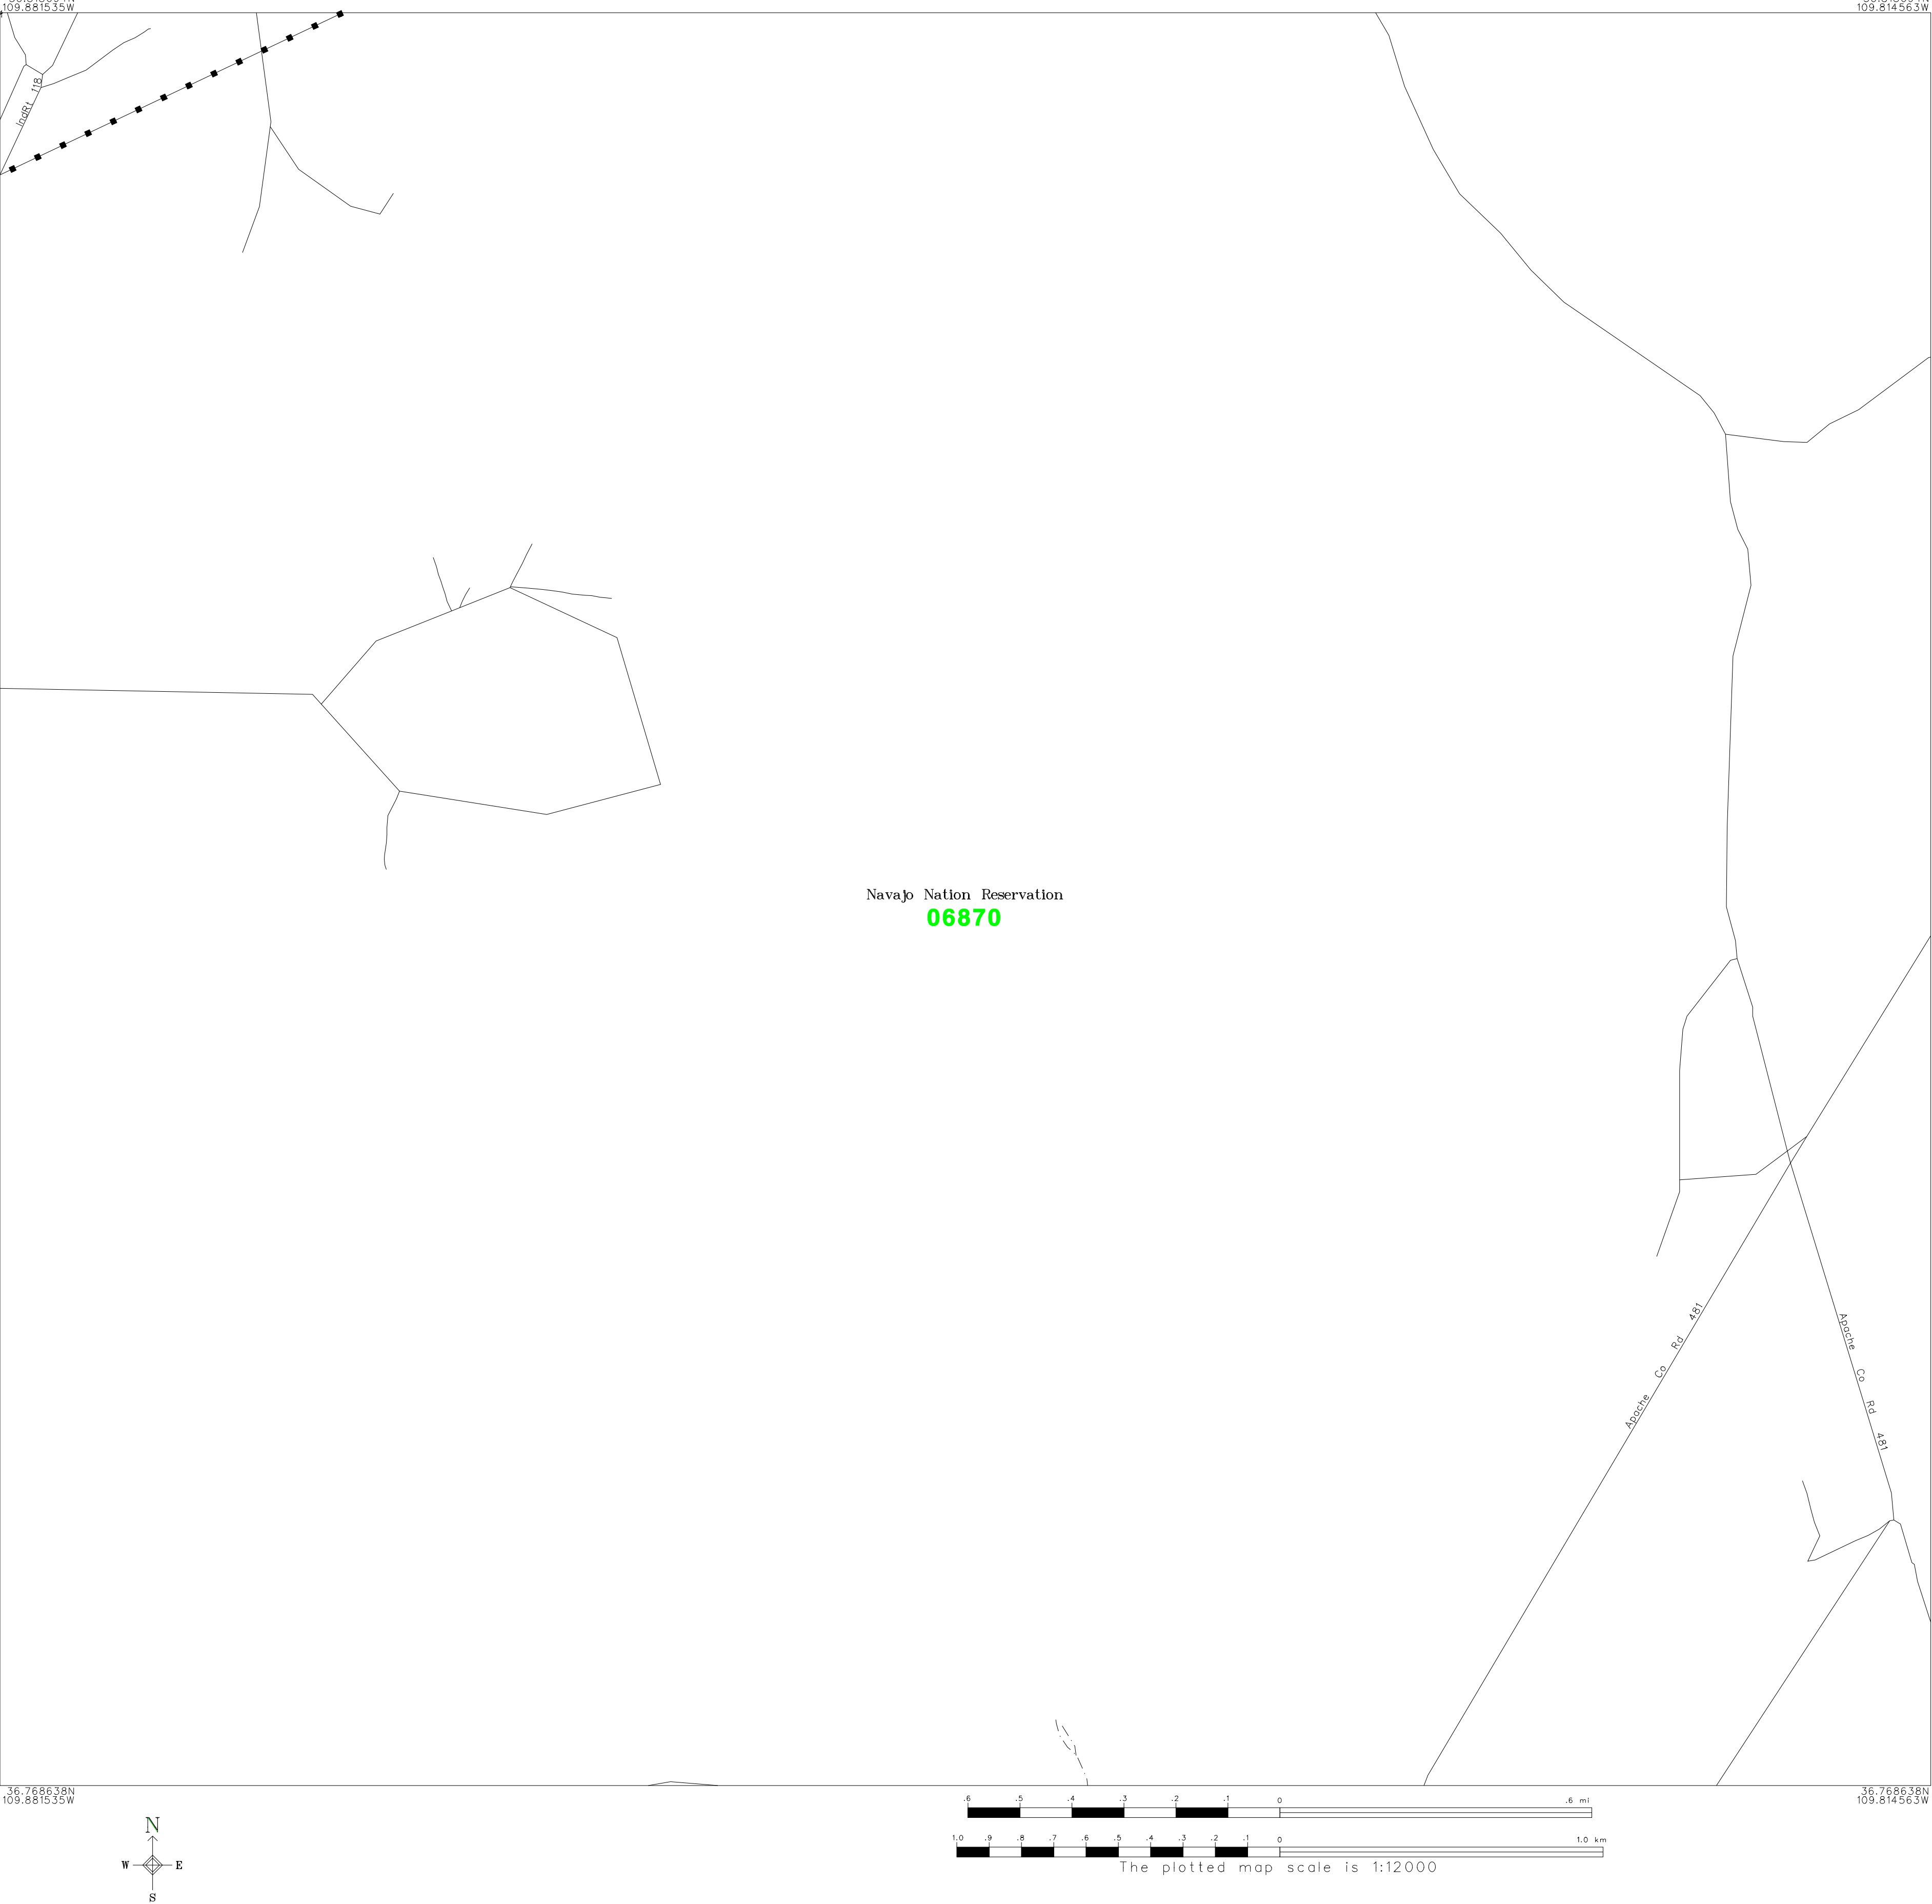 109.881535W
109.814563W
IndRt 118
Navajo Nation Reservation
06870
Apache Co Rd 481
Apache Co Rd 481
36.768638N
109.881535W
36.768638N
109.814563W
.6 .5 .4 .3 .2 .1 0 .6 mi
1.0 .9 .8 .7 .6 .5 .4 .3 .2 .1 0 1.0 km
The plotted map scale is 1:12000
N
W E
S